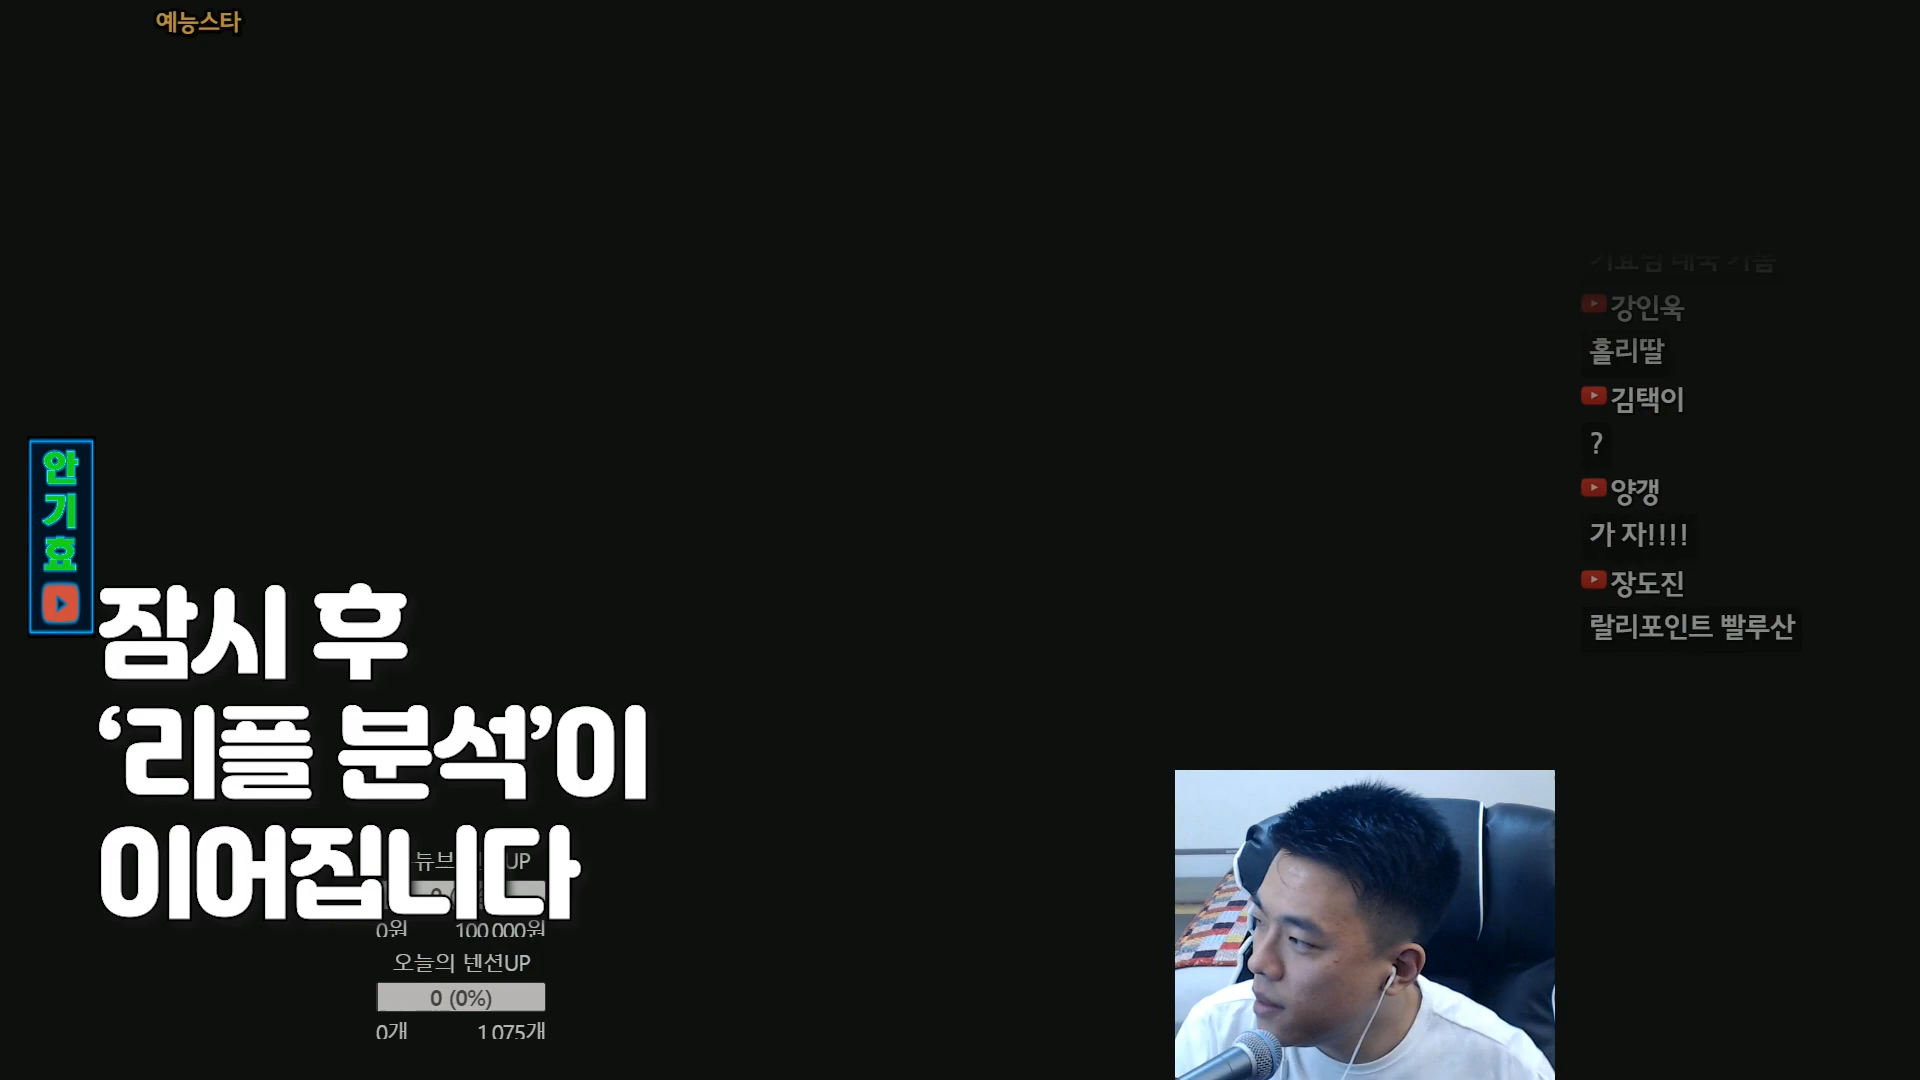 예능스타
강인욱
홀리딸
김택이
?
양갱
가 자!!!!
장도진
랄리포인트 빨루산
안기효
잠시 후
‘리플 분석’이
이어집니다
UP
0원 100,000원
오늘의 텐션UP
0 (0%)
0개 1,075개